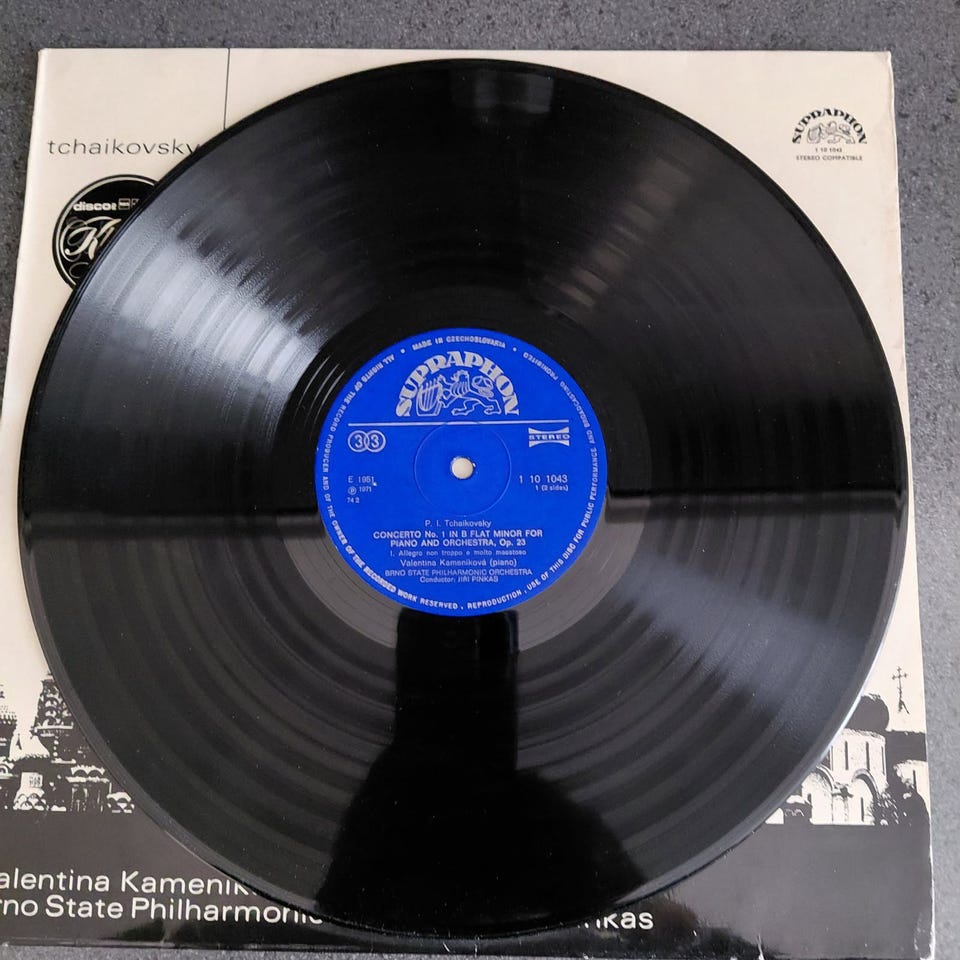 tchaikovsky
SUPRAPHON
1 10 1043
STEREO COMPATIBLE
ALL RIGHTS OF THE RECORD PRODUCER AND OF THE OWNER OF THE RECORDED WORK RESERVED . REPRODUCTION , USE OF THIS DISC FOR PUBLIC PERFORMANCE AND BROADCASTING PROHIBITED • MADE IN CZECHOSLOVAKIA •
SUPRAPHON
33
STEREO
E 1951
1 10 1043
℗ 1971
1 (2 sides)
74 2
P. I. Tchaikovsky
CONCERTO No. 1 IN B FLAT MINOR FOR
PIANO AND ORCHESTRA, Op. 23
I. Allegro non troppo e molto maestoso
Valentina Kameníková (piano)
BRNO STATE PHILHARMONIC ORCHESTRA
Conductor: JIŘÍ PINKAS
alentina Kamenik
rno State Philharmonic
nkas